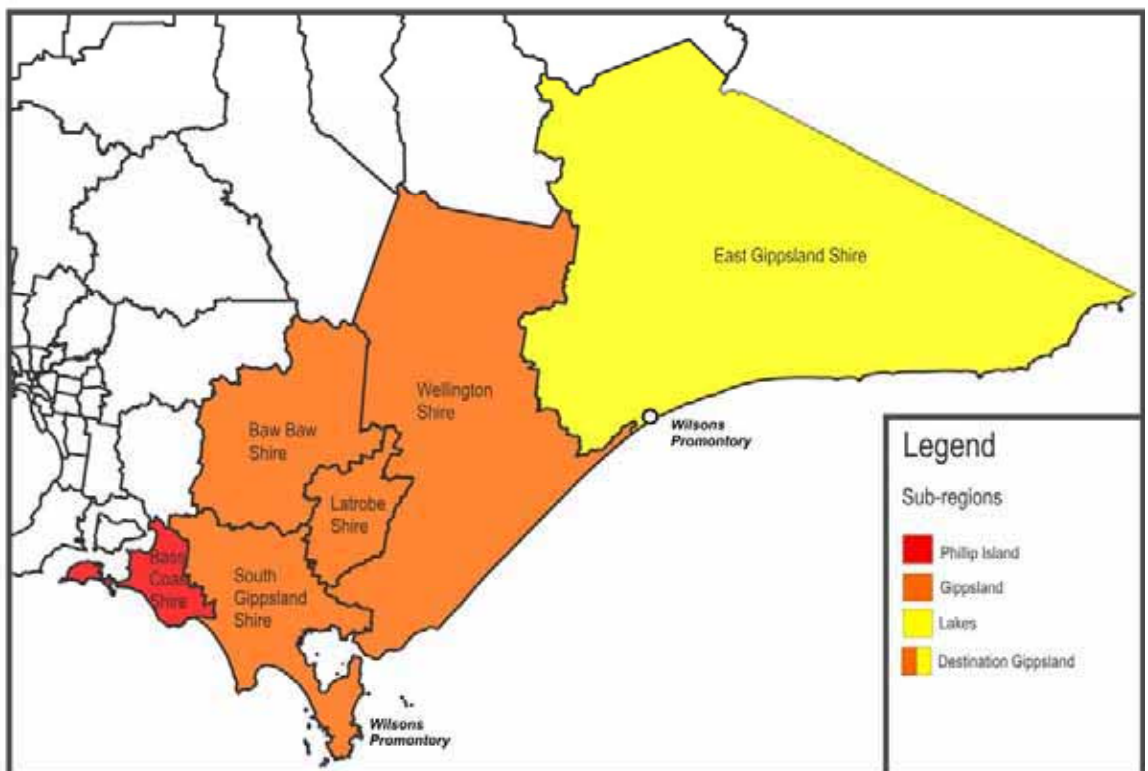 East Gippsland Shire
Wellington
Shire
Wilsons
Promontory
Baw Baw
Shire
Latrobe
Shire
Bass
Coast
Shire
South
Gippsland
Shire
Wilsons
Promontory
Legend
Sub-regions
Phillip Island
Gippsland
Lakes
Destination Gippsland